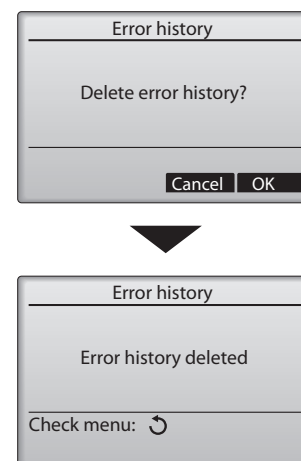 Error history
Delete error history?
Cancel OK
Error history
Error history deleted
Check menu: